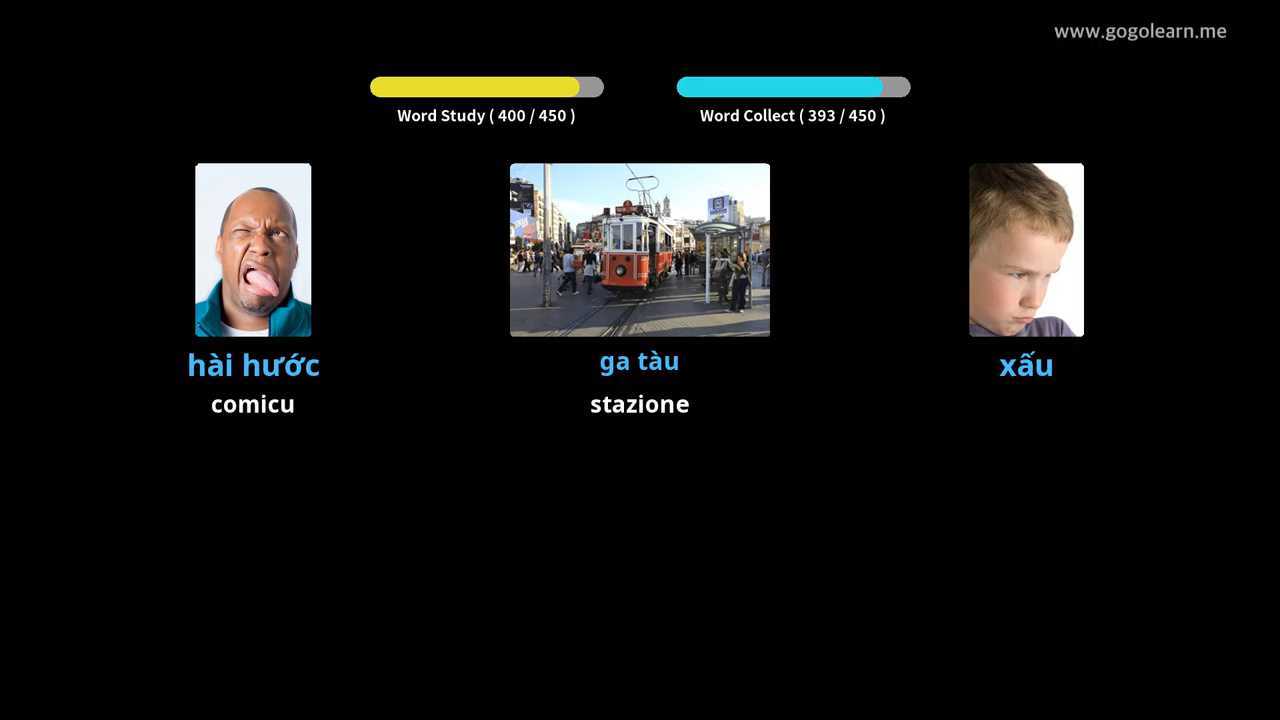 www.gogolearn.me
Word Study ( 400 / 450 )
Word Collect ( 393 / 450 )
hài hước
ga tàu
xấu
comicu
stazione